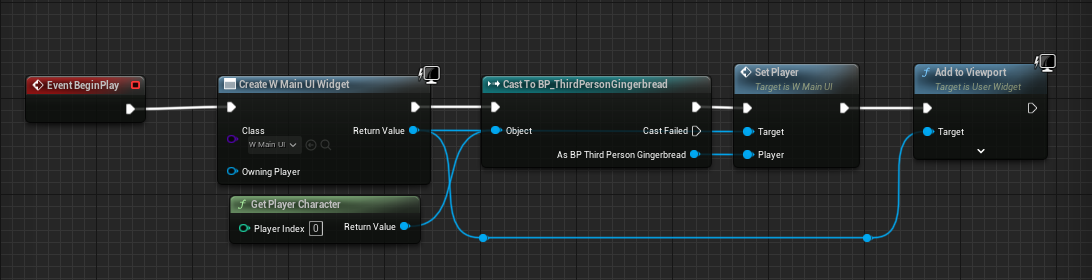 Event BeginPlay
Create W Main UI Widget
Class
W Main UI
Return Value
Owning Player
Get Player Character
Player Index 0
Return Value
Cast To BP_ThirdPersonGingerbread
Object
Cast Failed
As BP Third Person Gingerbread
Set Player
Target is W Main UI
Target
Player
f Add to Viewport
Target is User Widget
Target